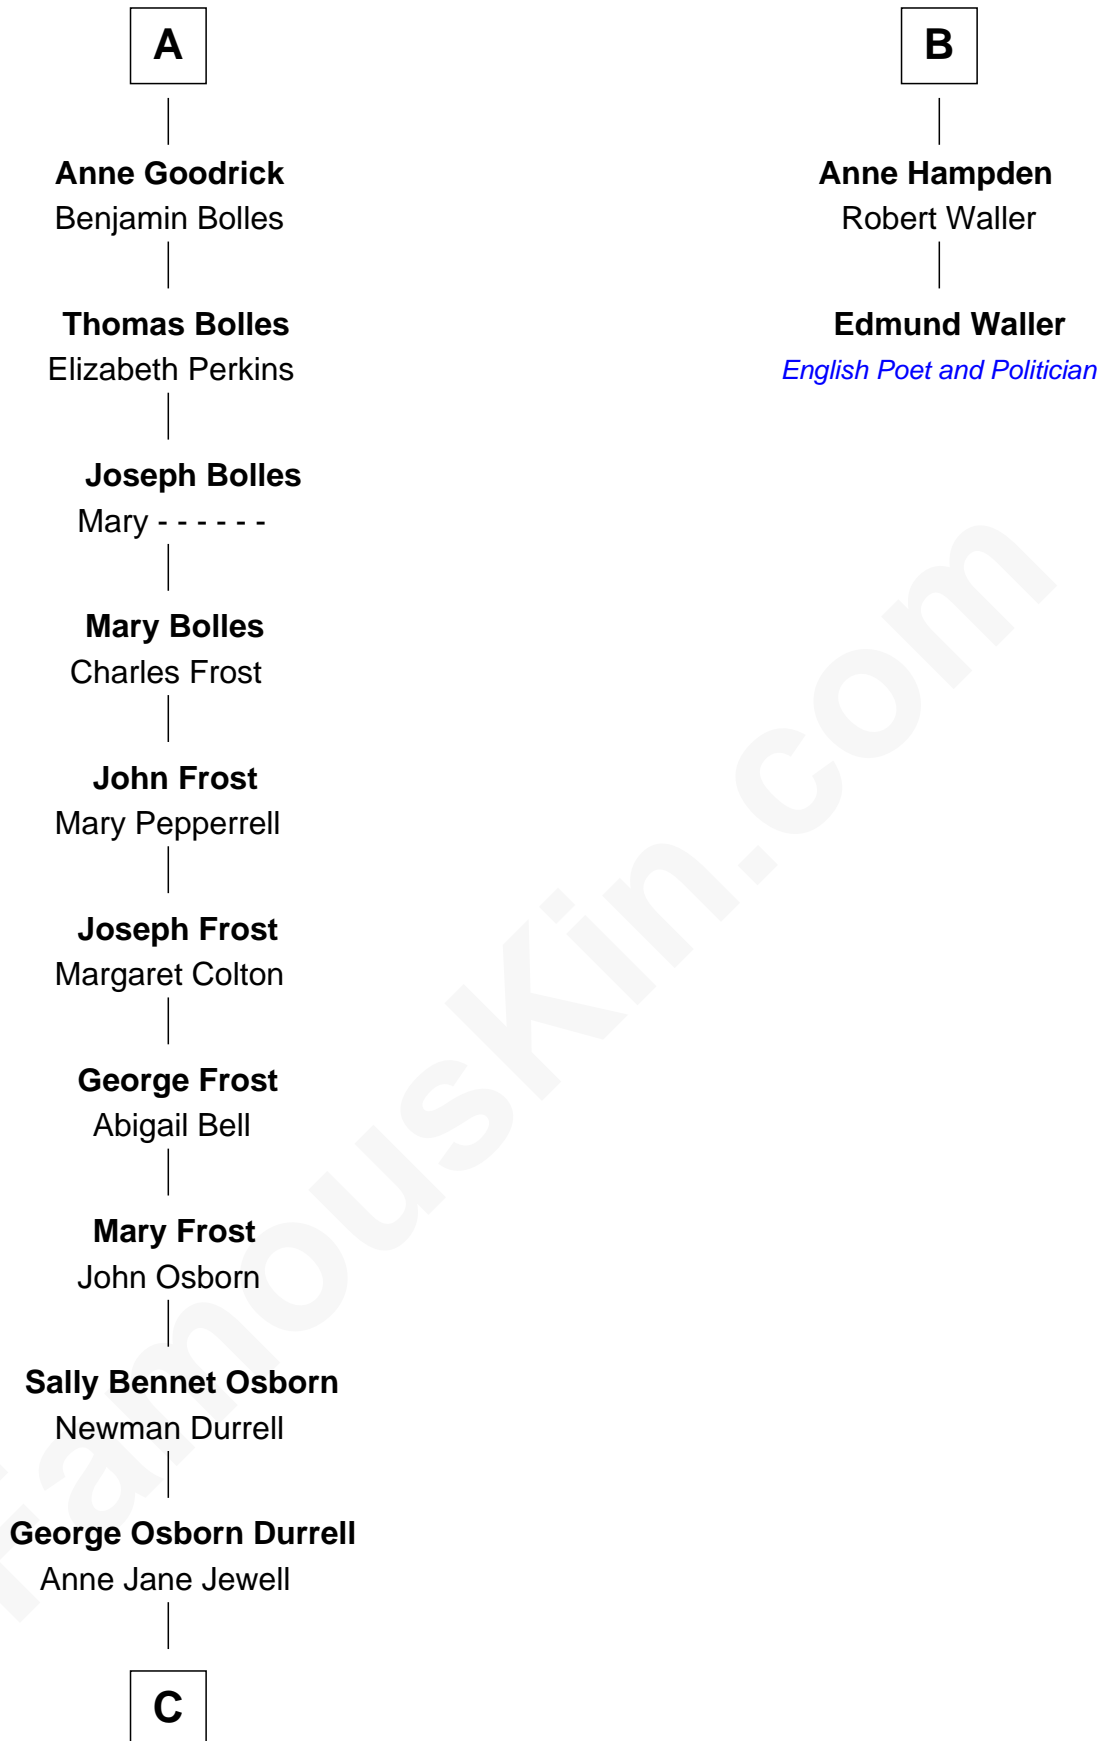 A
Anne Goodrick
Benjamin Bolles
Thomas Bolles
Elizabeth Perkins
Joseph Bolles
Mary - - - - - -
Mary Bolles
Charles Frost
John Frost
Mary Pepperrell
Joseph Frost
Margaret Colton
George Frost
Abigail Bell
Mary Frost
John Osborn
Sally Bennet Osborn
Newman Durrell
George Osborn Durrell
Anne Jane Jewell
C
B
Anne Hampden
Robert Waller
Edmund Waller
English Poet and Politician
FamousKin.com